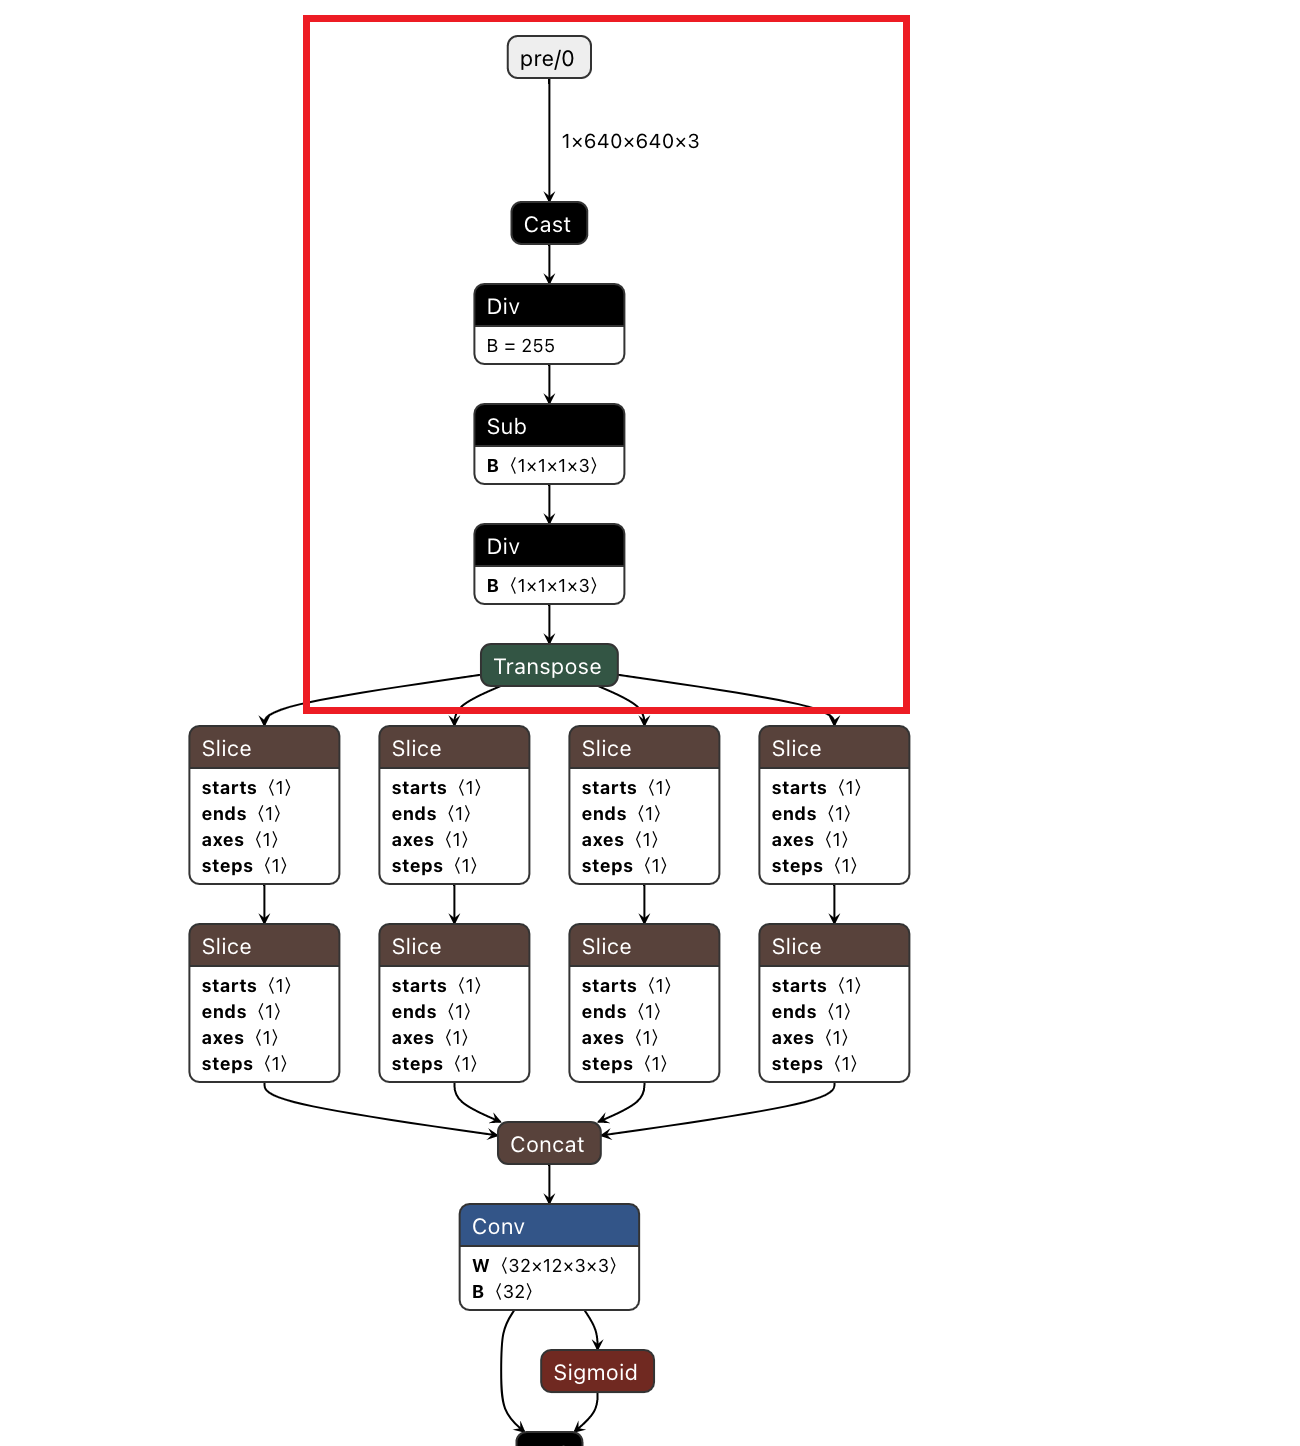 pre/0
1×640×640×3
Cast
Div
B = 255
Sub
B ⟨1×1×1×3⟩
Div
B ⟨1×1×1×3⟩
Transpose
Slice
starts ⟨1⟩
ends ⟨1⟩
axes ⟨1⟩
steps ⟨1⟩
Slice
starts ⟨1⟩
ends ⟨1⟩
axes ⟨1⟩
steps ⟨1⟩
Slice
starts ⟨1⟩
ends ⟨1⟩
axes ⟨1⟩
steps ⟨1⟩
Slice
starts ⟨1⟩
ends ⟨1⟩
axes ⟨1⟩
steps ⟨1⟩
Slice
starts ⟨1⟩
ends ⟨1⟩
axes ⟨1⟩
steps ⟨1⟩
Slice
starts ⟨1⟩
ends ⟨1⟩
axes ⟨1⟩
steps ⟨1⟩
Slice
starts ⟨1⟩
ends ⟨1⟩
axes ⟨1⟩
steps ⟨1⟩
Slice
starts ⟨1⟩
ends ⟨1⟩
axes ⟨1⟩
steps ⟨1⟩
Concat
Conv
W ⟨32×12×3×3⟩
B ⟨32⟩
Sigmoid